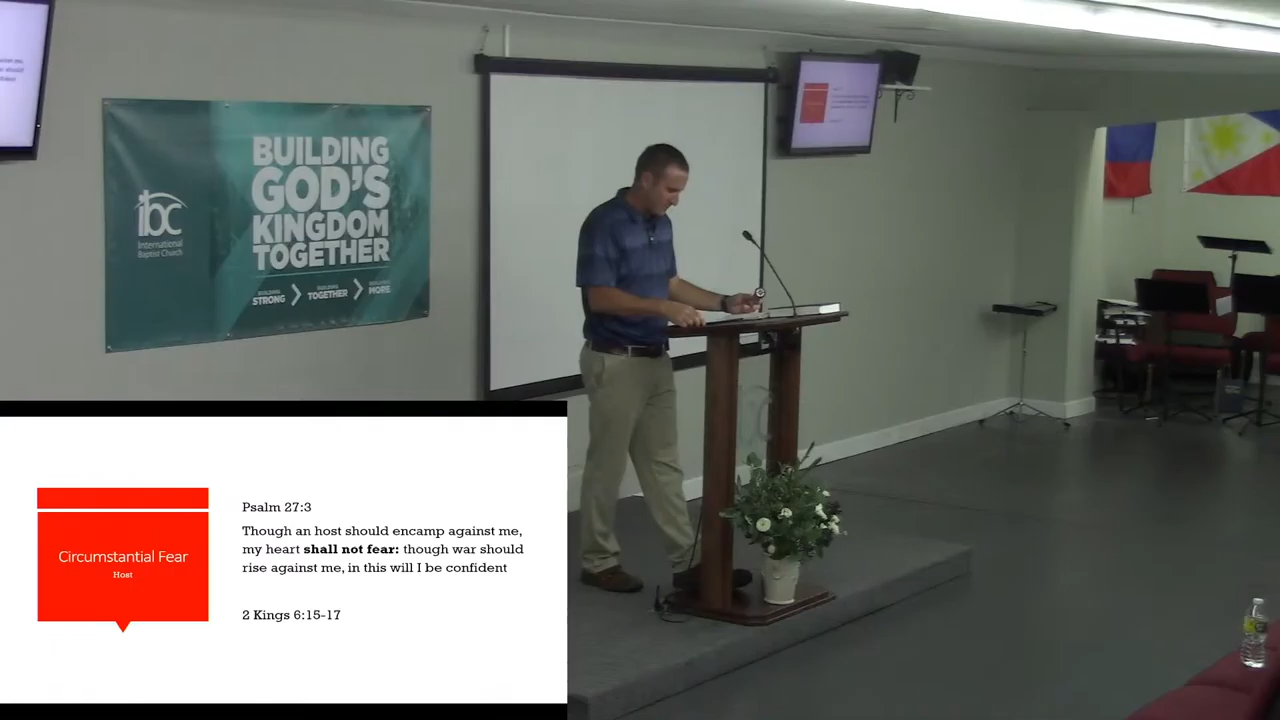 BUILDING
GOD'S
KINGDOM
TOGETHER
ibc
International
Baptist Church
BUILDING
STRONG
BUILDING
TOGETHER
BUILDING
MORE
Circumstantial Fear
Host
Psalm 27:3
Though an host should encamp against me,
my heart shall not fear: though war should
rise against me, in this will I be confident
2 Kings 6:15-17